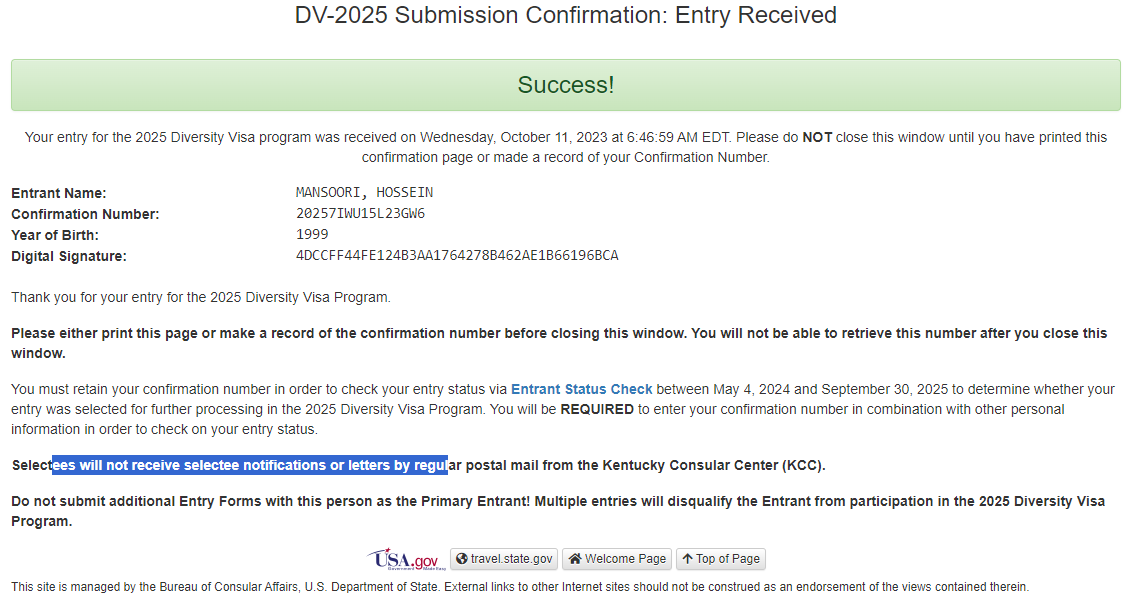 DV-2025 Submission Confirmation: Entry Received
Success!
Your entry for the 2025 Diversity Visa program was received on Wednesday, October 11, 2023 at 6:46:59 AM EDT. Please do NOT close this window until you have printed this
confirmation page or made a record of your Confirmation Number.
Entrant Name: MANSOORI, HOSSEIN
Confirmation Number: 20257IWU15L23GW6
Year of Birth: 1999
Digital Signature: 4DCCFF44FE124B3AA1764278B462AE1B66196BCA
Thank you for your entry for the 2025 Diversity Visa Program.
Please either print this page or make a record of the confirmation number before closing this window. You will not be able to retrieve this number after you close this
window.
You must retain your confirmation number in order to check your entry status via Entrant Status Check between May 4, 2024 and September 30, 2025 to determine whether your
entry was selected for further processing in the 2025 Diversity Visa Program. You will be REQUIRED to enter your confirmation number in combination with other personal
information in order to check on your entry status.
Selectees will not receive selectee notifications or letters by regular postal mail from the Kentucky Consular Center (KCC).
Do not submit additional Entry Forms with this person as the Primary Entrant! Multiple entries will disqualify the Entrant from participation in the 2025 Diversity Visa
Program.
USA.gov Government Made Easy travel.state.gov Welcome Page Top of Page
This site is managed by the Bureau of Consular Affairs, U.S. Department of State. External links to other Internet sites should not be construed as an endorsement of the views contained therein.